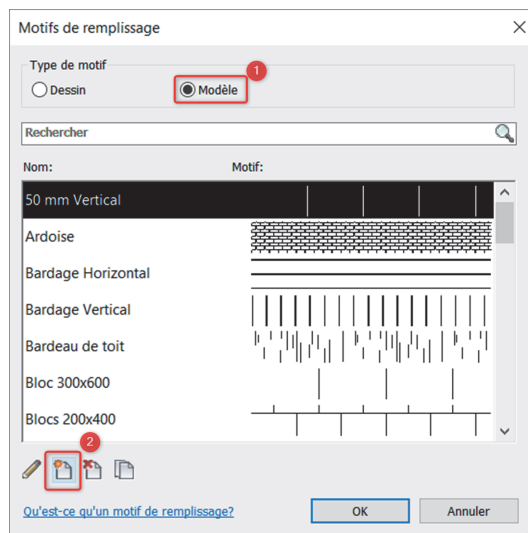 Motifs de remplissage
Type de motif
1
Dessin Modèle
Rechercher
Nom: Motif:
50 mm Vertical
Ardoise
Bardage Horizontal
Bardage Vertical
Bardeau de toit
Bloc 300x600
Blocs 200x400
2
Qu'est-ce qu'un motif de remplissage? OK Annuler